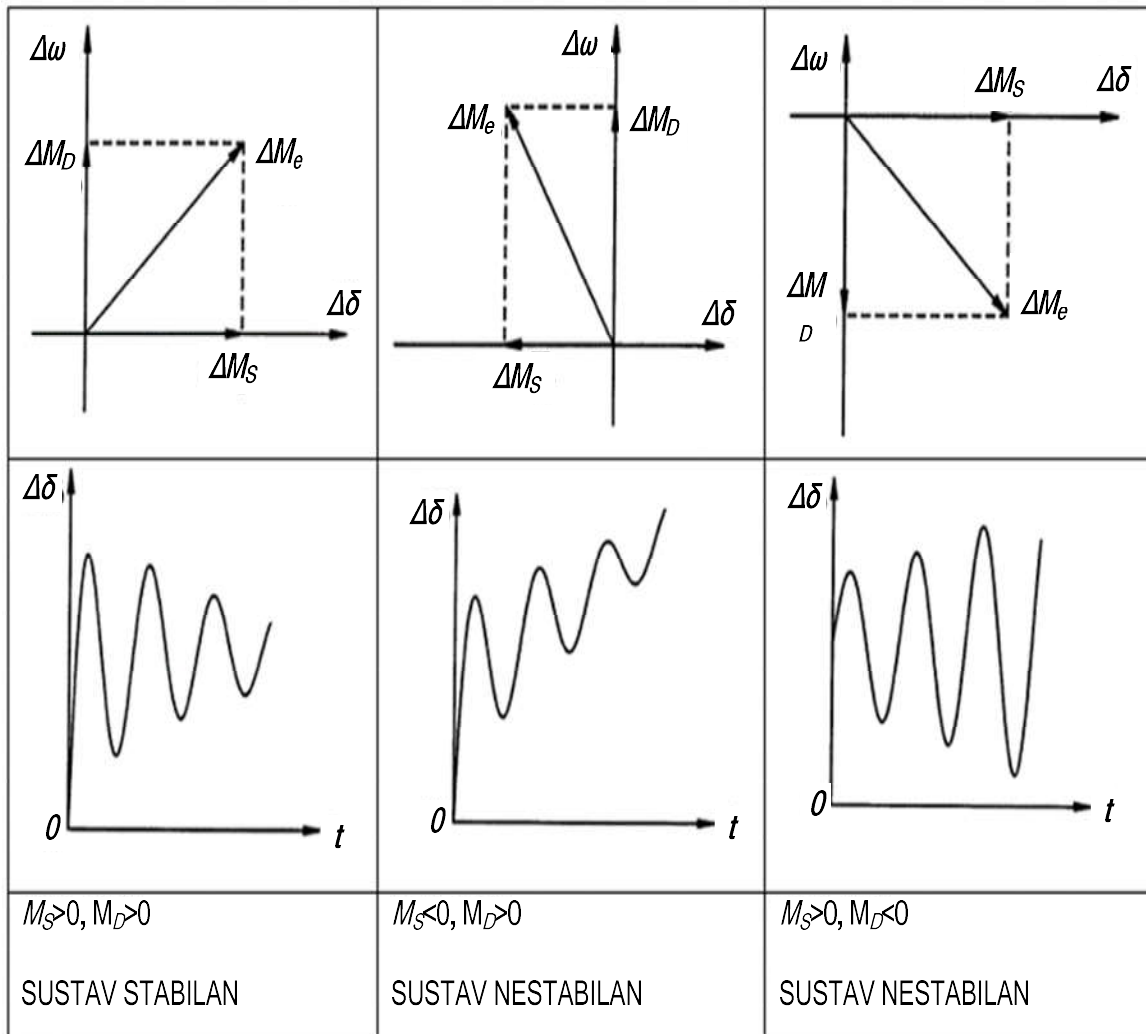 Δω
ΔM_D
ΔM_e
Δδ
ΔM_S
Δω
ΔM_e
ΔM_D
Δδ
ΔM_S
Δω
ΔM_S
Δδ
ΔM
D
ΔM_e
Δδ
0
t
Δδ
0
t
Δδ
0
t
M_S>0, M_D>0
SUSTAV STABILAN
M_S<0, M_D>0
SUSTAV NESTABILAN
M_S>0, M_D<0
SUSTAV NESTABILAN